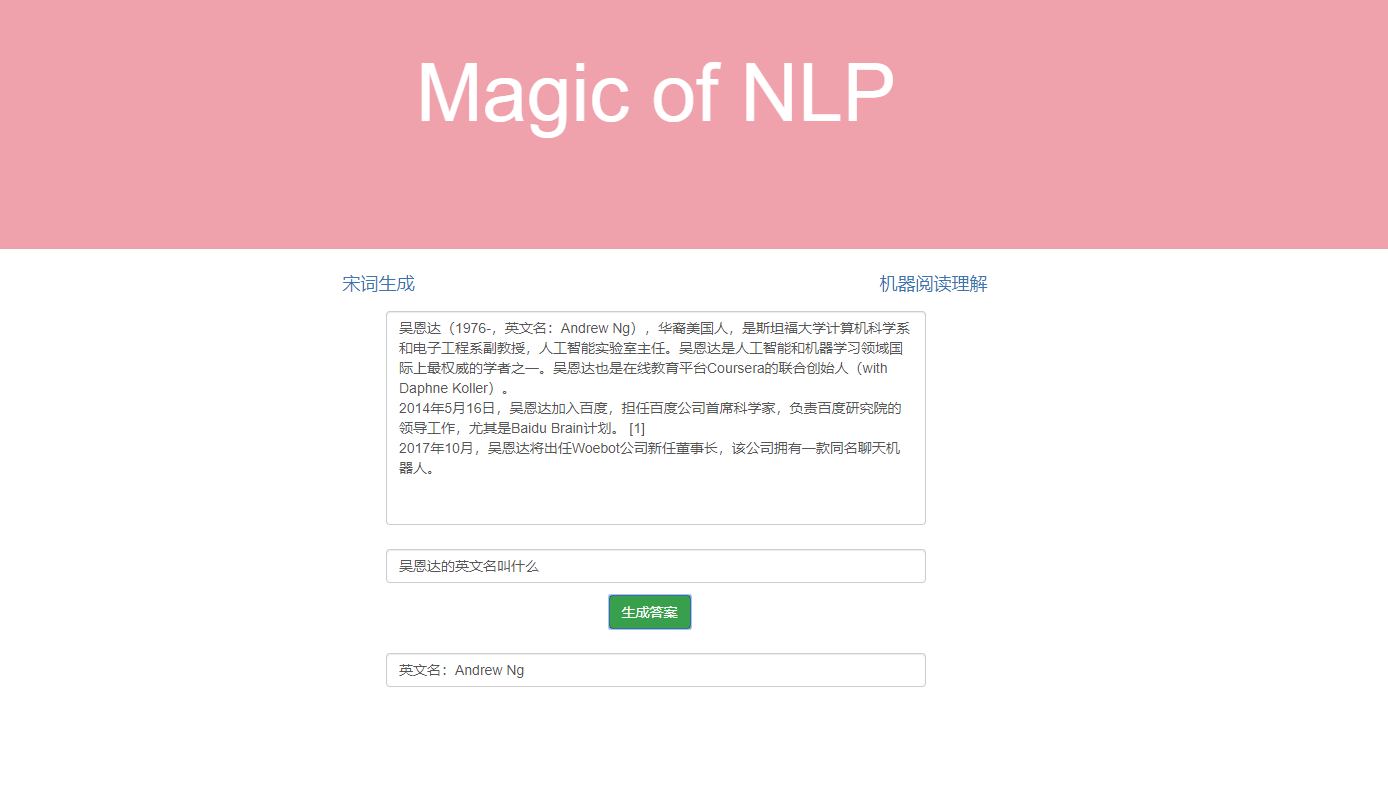 Magic of NLP
宋词生成
机器阅读理解
吴恩达（1976-，英文名：Andrew Ng），华裔美国人，是斯坦福大学计算机科学系
和电子工程系副教授，人工智能实验室主任。吴恩达是人工智能和机器学习领域国
际上最权威的学者之一。吴恩达也是在线教育平台Coursera的联合创始人（with
Daphne Koller）。
2014年5月16日，吴恩达加入百度，担任百度公司首席科学家，负责百度研究院的
领导工作，尤其是Baidu Brain计划。 [1]
2017年10月，吴恩达将出任Woebot公司新任董事长，该公司拥有一款同名聊天机
器人。
吴恩达的英文名叫什么
生成答案
英文名：Andrew Ng